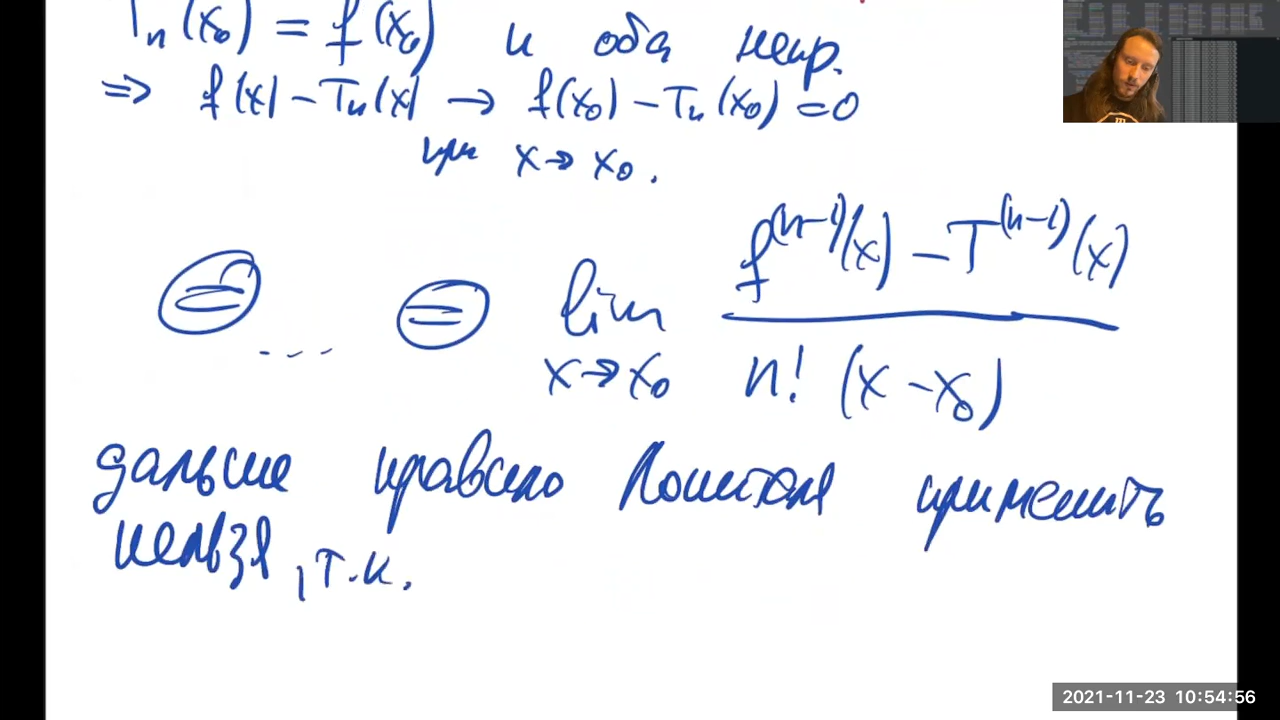 Tₙ(x₀) = f(x₀) и оба непр.
⇒ f(x) − Tₙ(x) → f(x₀) − Tₙ(x₀) = 0
при x → x₀.
f⁽ⁿ⁻¹⁾(x) − T⁽ⁿ⁻¹⁾(x)
= ... = lim
x→x₀ n! (x − x₀)
дальше правило Лопиталя применить
нельзя, т.к.
2021-11-23 10:54:56